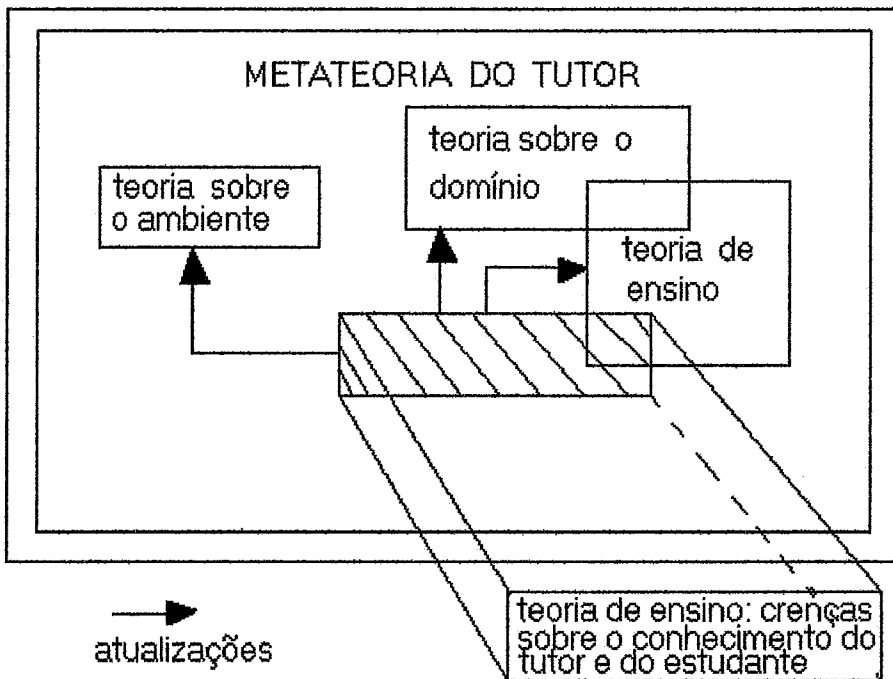 METATEORIA DO TUTOR
teoria sobre o
domínio
teoria sobre
o ambiente
teoria de
ensino
atualizações
teoria de ensino: crenças
sobre o conhecimento do
tutor e do estudante